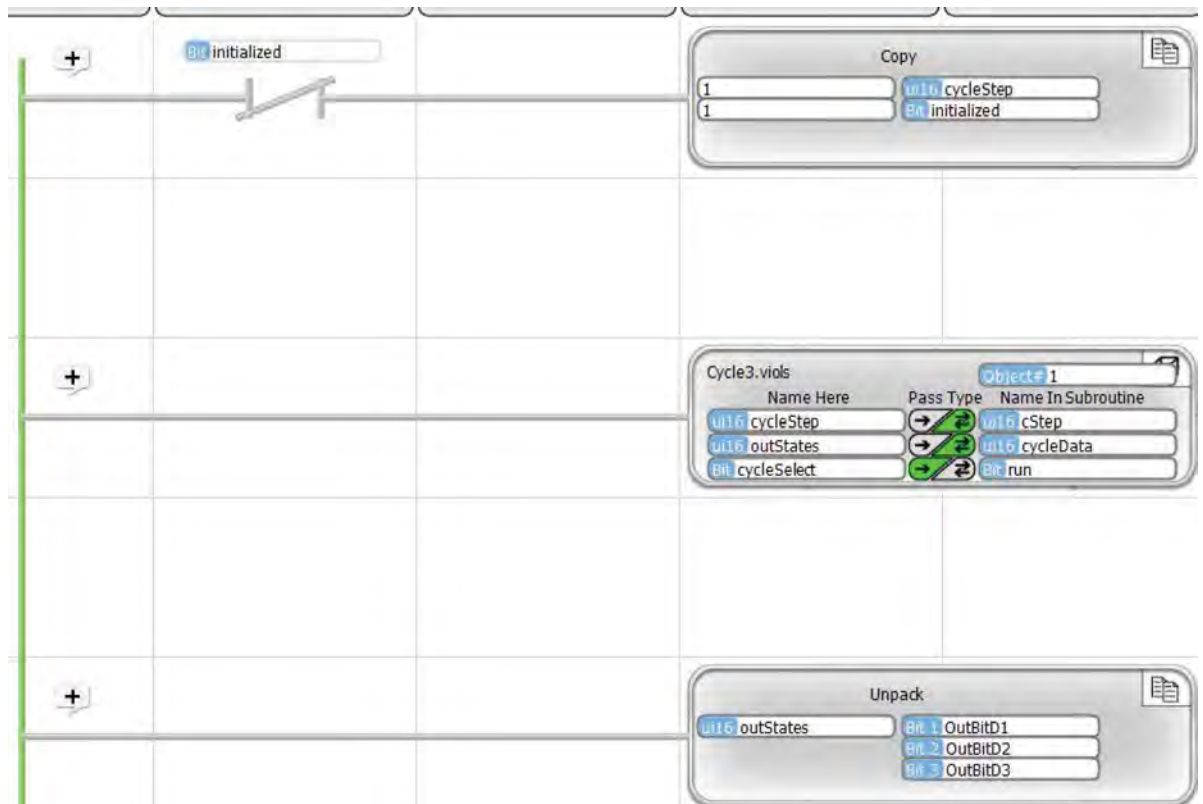 +
Bit initialized
Copy
1 ui16 cycleStep
1 Bit initialized
+
Cycle3.viols
Object# 1
Name Here Pass Type Name In Subroutine
ui16 cycleStep ui16 cStep
ui16 outStates ui16 cycleData
Bit cycleSelect Bit run
+
Unpack
ui16 outStates Bit 1 OutBitD1
Bit 2 OutBitD2
Bit 3 OutBitD3